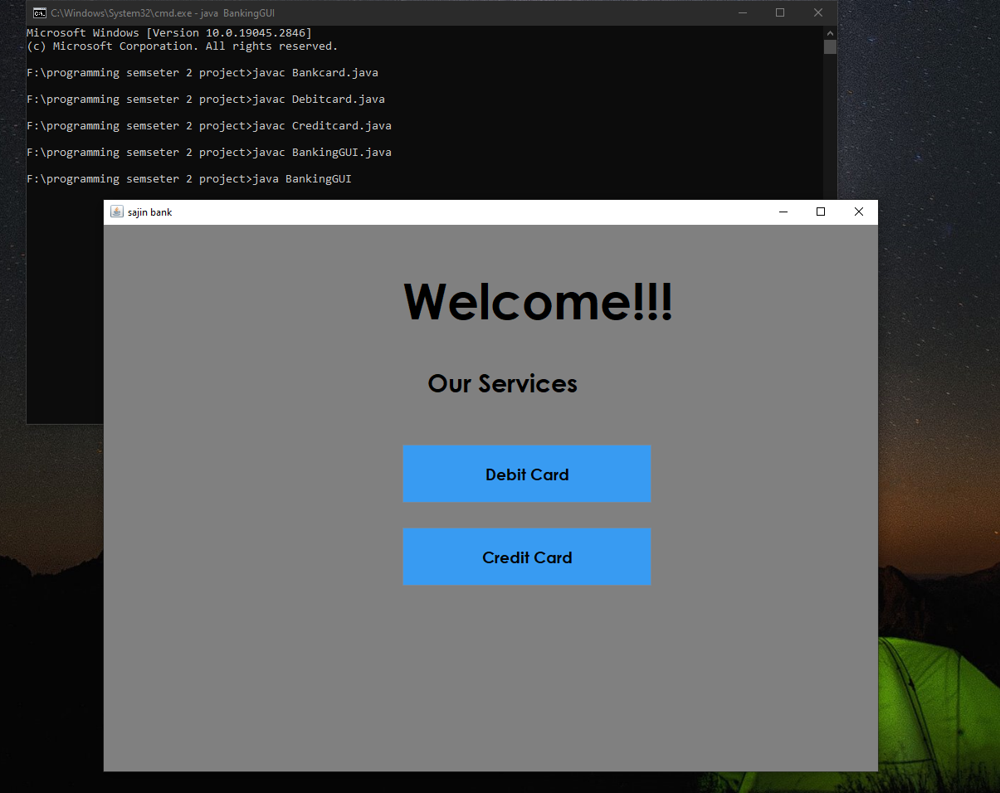 C:\Windows\System32\cmd.exe - java  BankingGUI
Microsoft Windows [Version 10.0.19045.2846]
(c) Microsoft Corporation. All rights reserved.
F:\programming semseter 2 project>javac Bankcard.java
F:\programming semseter 2 project>javac Debitcard.java
F:\programming semseter 2 project>javac Creditcard.java
F:\programming semseter 2 project>javac BankingGUI.java
F:\programming semseter 2 project>java BankingGUI
sajin bank
Welcome!!!
Our Services
Debit Card
Credit Card